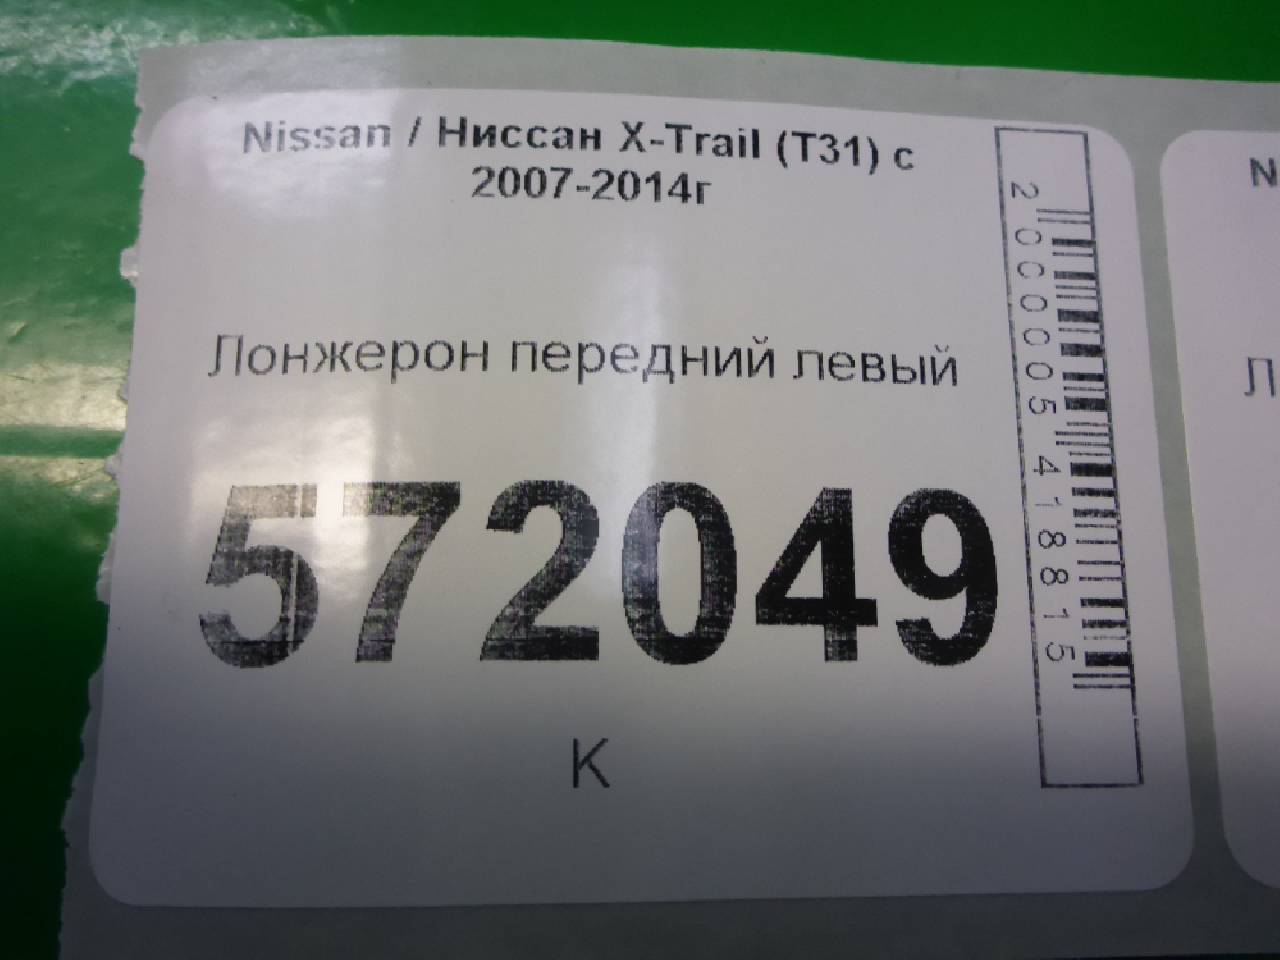 Nissan / Ниссан X-Trail (T31) с
2007-2014г
Лонжерон передний левый
572049
К
2000005418815
N
Л